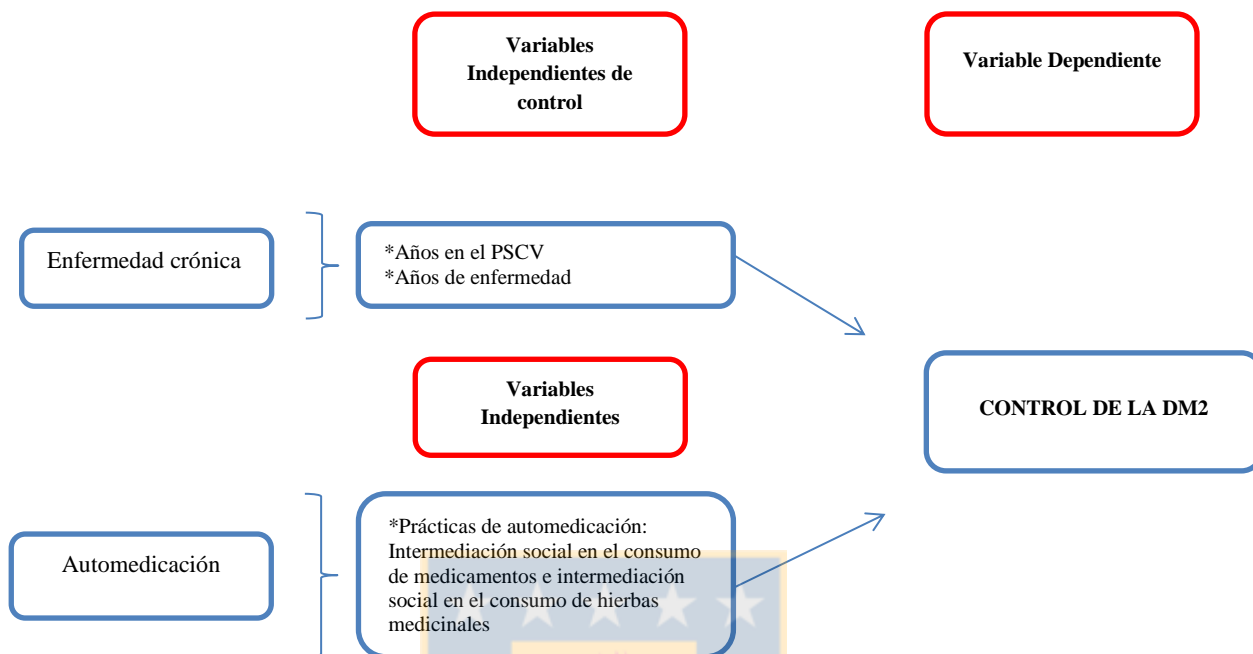 Variables
Independientes de
control
Variable Dependiente
Enfermedad crónica
*Años en el PSCV
*Años de enfermedad
Variables
Independientes
CONTROL DE LA DM2
Automedicación
*Prácticas de automedicación:
Intermediación social en el consumo
de medicamentos e intermediación
social en el consumo de hierbas
medicinales